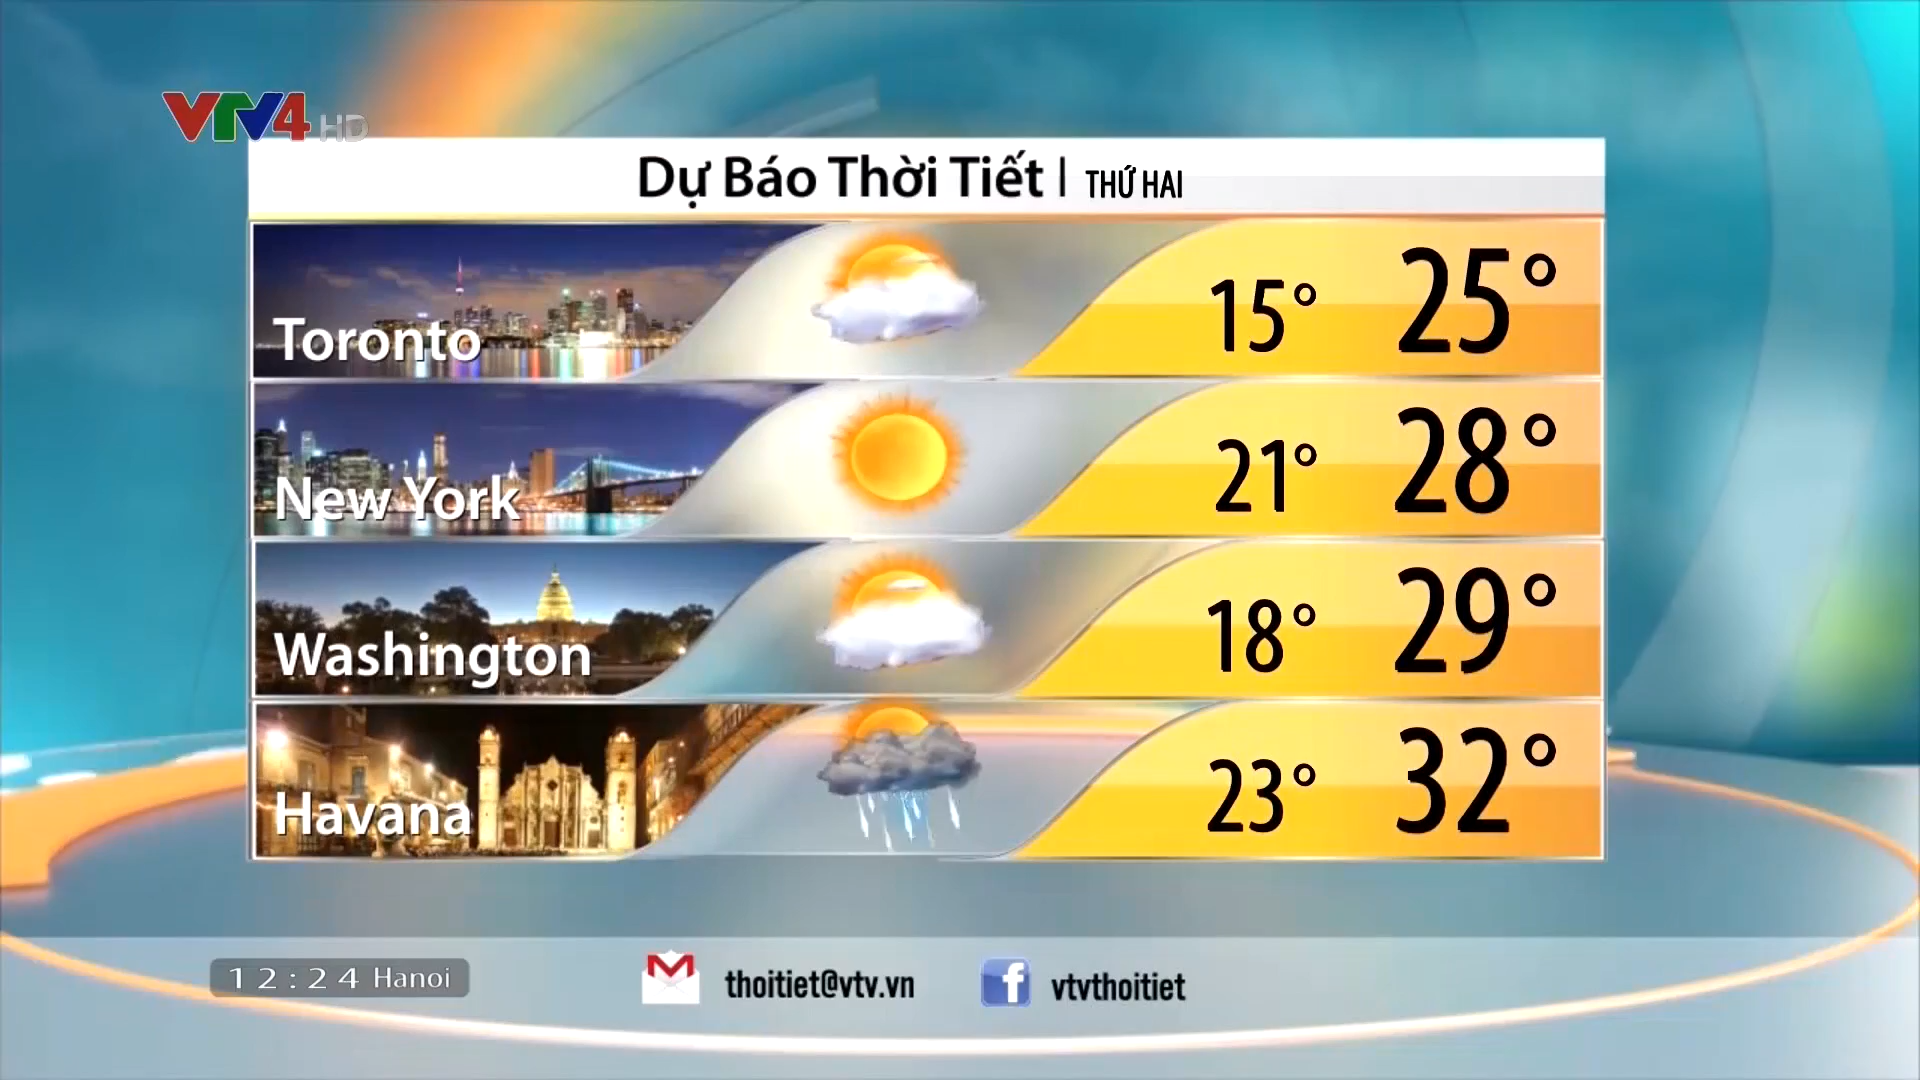 VTV4 HD
Dự Báo Thời Tiết | THỨ HAI
Toronto 15° 25°
New York 21° 28°
Washington 18° 29°
Havana 23° 32°
12:24 Hanoi
thoitiet@vtv.vn
vtvthoitiet